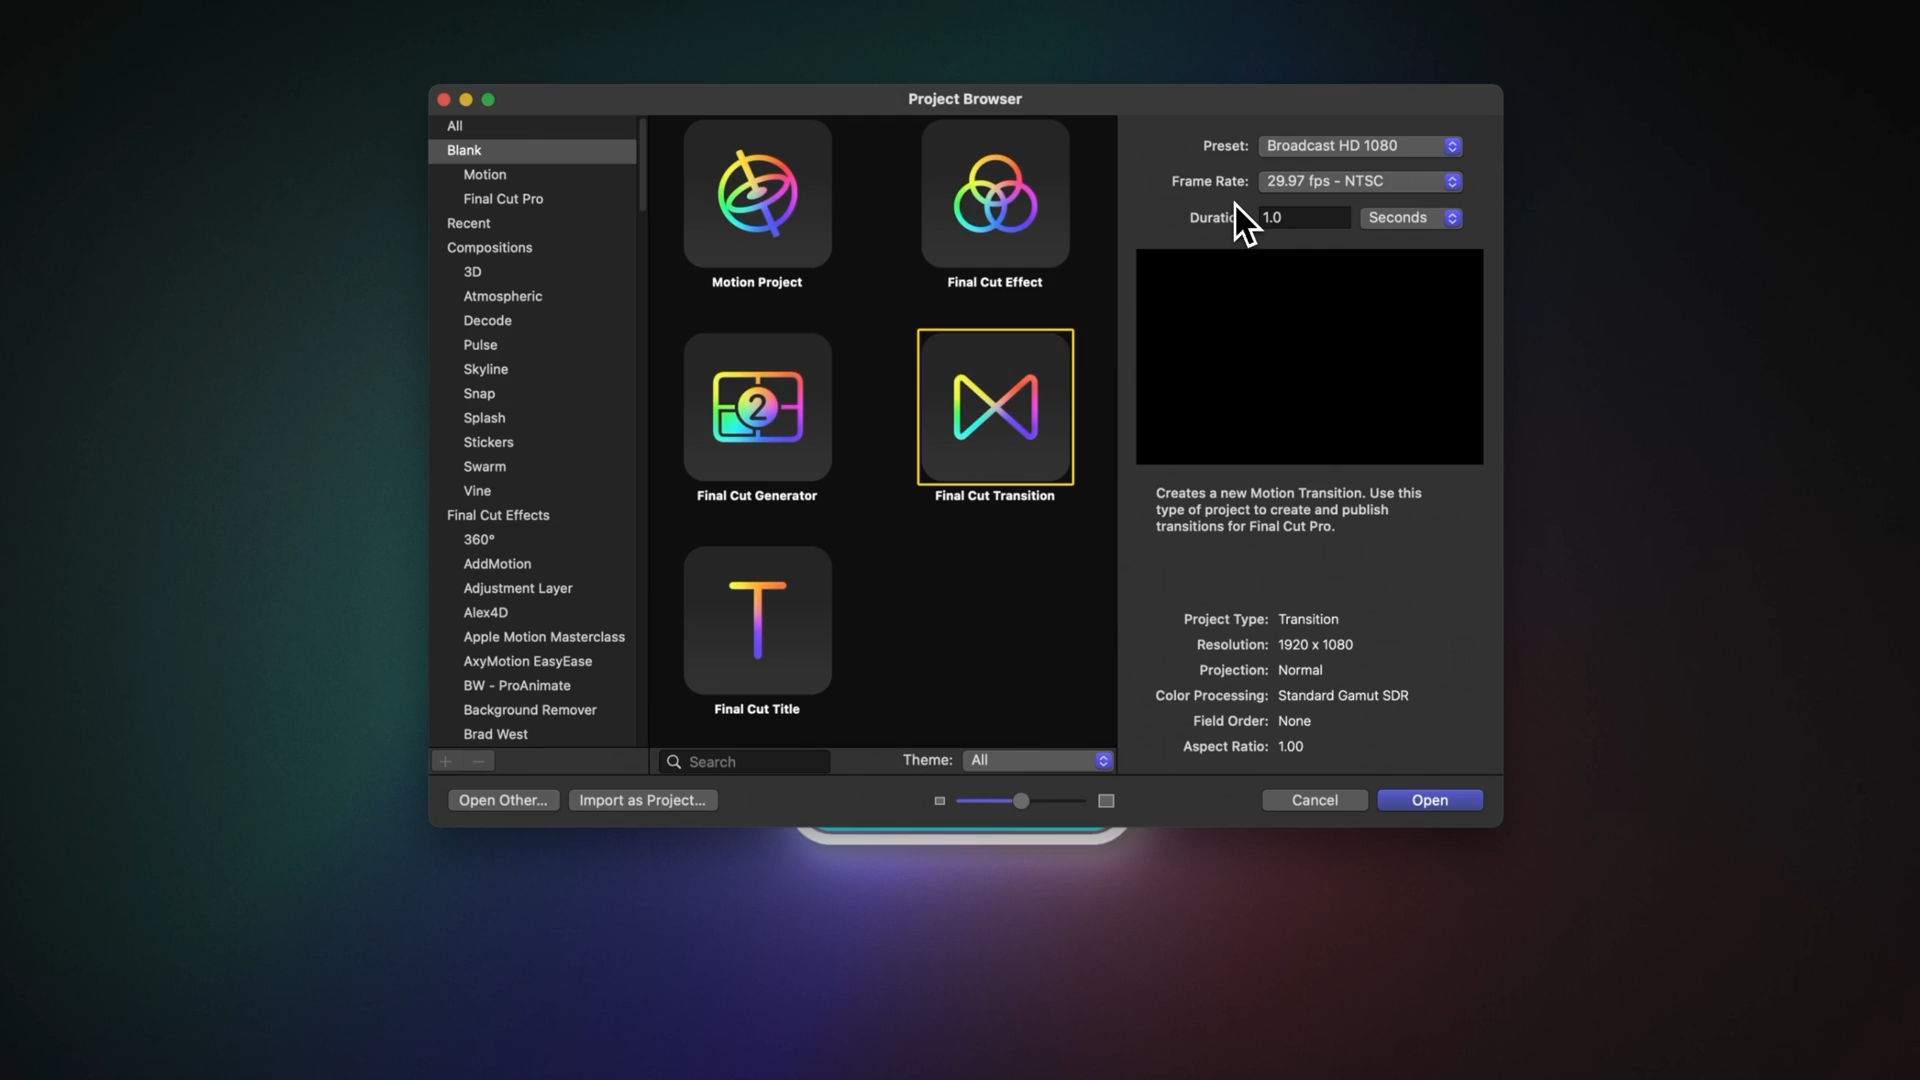 Project Browser
All
Blank
Motion
Final Cut Pro
Recent
Compositions
3D
Atmospheric
Decode
Pulse
Skyline
Snap
Splash
Stickers
Swarm
Vine
Final Cut Effects
360°
AddMotion
Adjustment Layer
Alex4D
Apple Motion Masterclass
AxyMotion EasyEase
BW - ProAnimate
Background Remover
Brad West
Motion Project
Final Cut Effect
2
Final Cut Generator
Final Cut Transition
Final Cut Title
Search
Theme: All
Preset: Broadcast HD 1080
Frame Rate: 29.97 fps - NTSC
1.0 Seconds
Creates a new Motion Transition. Use this
type of project to create and publish
transitions for Final Cut Pro.
Project Type: Transition
Resolution: 1920 x 1080
Projection: Normal
Color Processing: Standard Gamut SDR
Field Order: None
Aspect Ratio: 1.00
Open Other...
Import as Project...
Cancel
Open